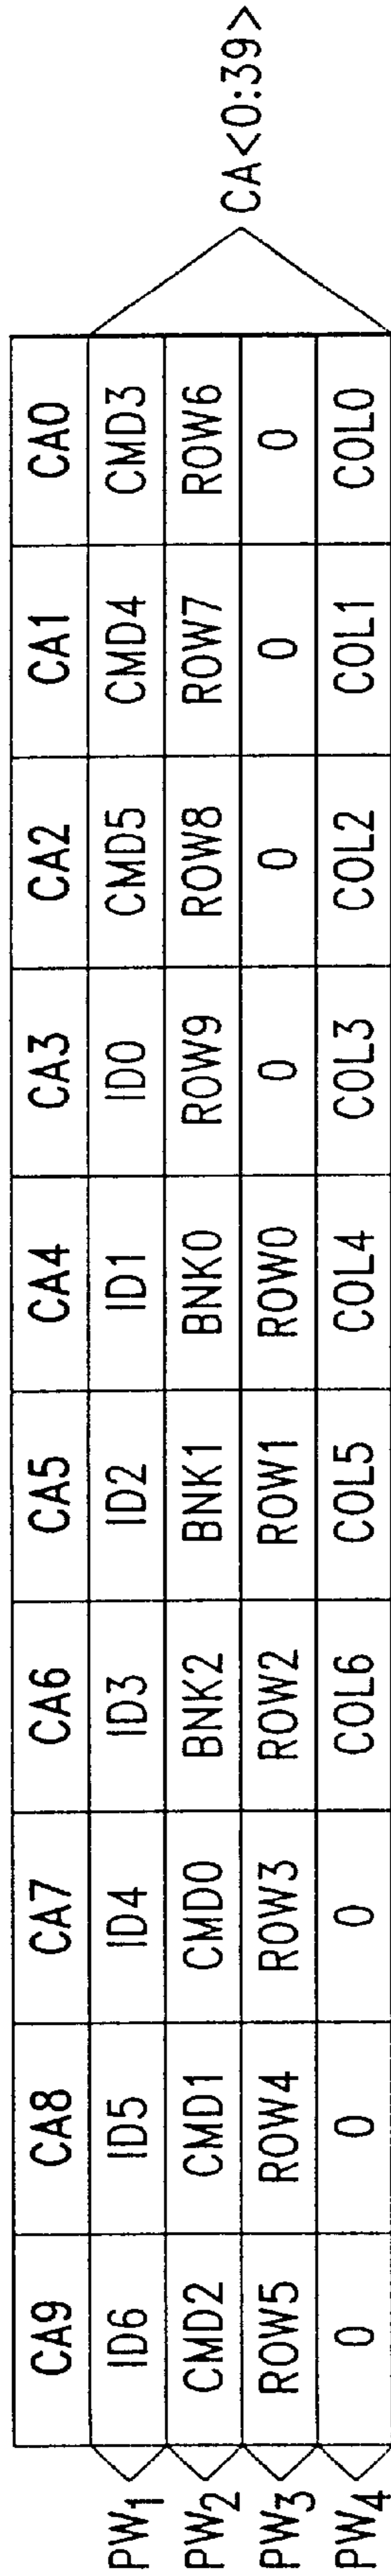 CA9 CA8 CA7 CA6 CA5 CA4 CA3 CA2 CA1 CA0
PW1 ID6 ID5 ID4 ID3 ID2 ID1 ID0 CMD5 CMD4 CMD3
PW2 CMD2 CMD1 CMD0 BNK2 BNK1 BNK0 ROW9 ROW8 ROW7 ROW6
PW3 ROW5 ROW4 ROW3 ROW2 ROW1 ROW0 0 0 0 0
PW4 0 0 0 COL6 COL5 COL4 COL3 COL2 COL1 COL0
CA<0:39>